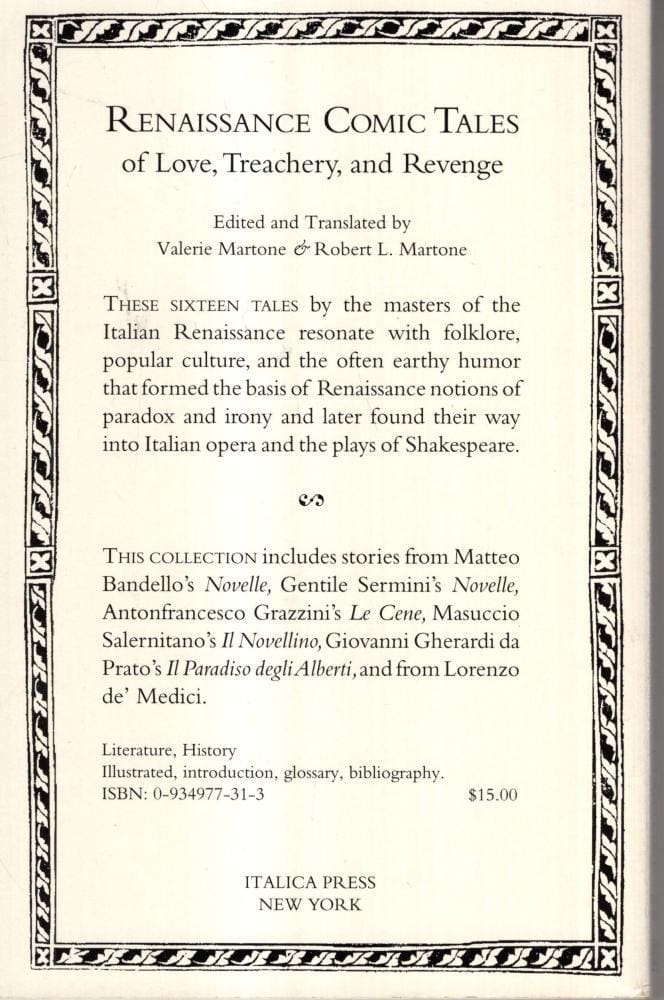 RENAISSANCE COMIC TALES
of Love, Treachery, and Revenge
Edited and Translated by
Valerie Martone & Robert L. Martone
THESE SIXTEEN TALES by the masters of the
Italian Renaissance resonate with folklore,
popular culture, and the often earthy humor
that formed the basis of Renaissance notions of
paradox and irony and later found their way
into Italian opera and the plays of Shakespeare.
THIS COLLECTION includes stories from Matteo
Bandello's Novelle, Gentile Sermini's Novelle,
Antonfrancesco Grazzini's Le Cene, Masuccio
Salernitano's Il Novellino, Giovanni Gherardi da
Prato's Il Paradiso degli Alberti, and from Lorenzo
de' Medici.
Literature, History
Illustrated, introduction, glossary, bibliography.
ISBN: 0-934977-31-3 $15.00
ITALICA PRESS
NEW YORK